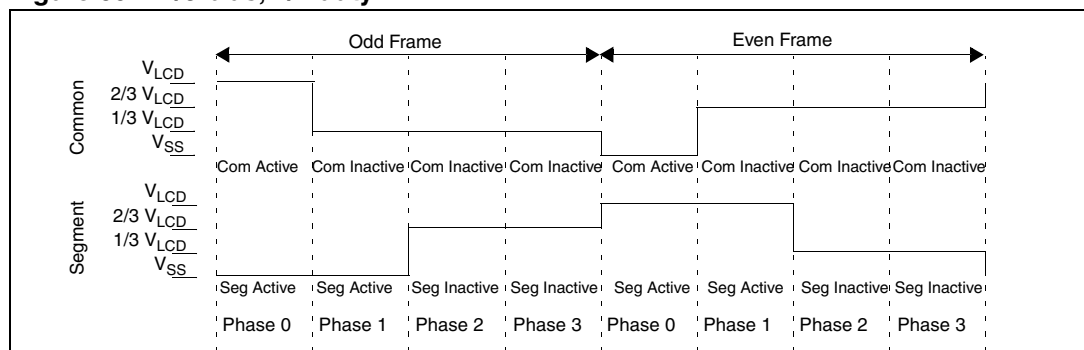 Odd Frame Even Frame
Common
VLCD
2/3 VLCD
1/3 VLCD
VSS
Com Active Com Inactive Com Inactive Com Inactive Com Active Com Inactive Com Inactive Com Inactive
Segment
VLCD
2/3 VLCD
1/3 VLCD
VSS
Seg Active Seg Active Seg Inactive Seg Inactive Seg Active Seg Active Seg Inactive Seg Inactive
Phase 0 Phase 1 Phase 2 Phase 3 Phase 0 Phase 1 Phase 2 Phase 3